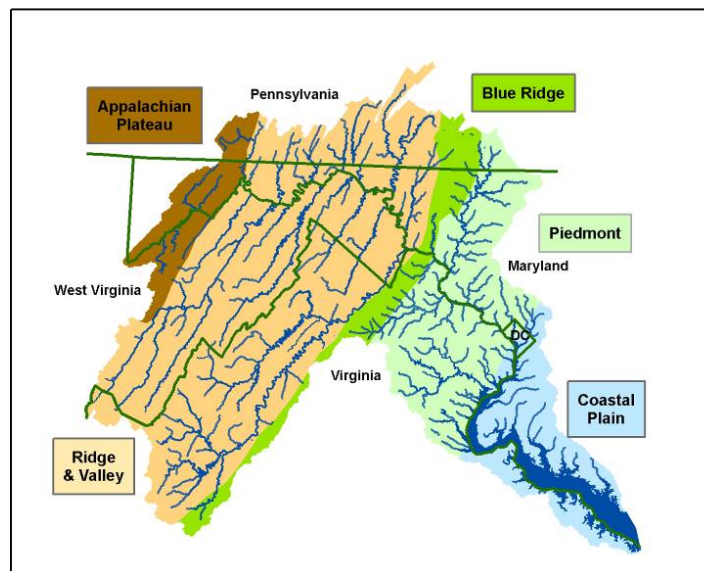 Pennsylvania
Blue Ridge
Appalachian
Plateau
Piedmont
Maryland
West Virginia
DC
Virginia
Coastal
Plain
Ridge
& Valley